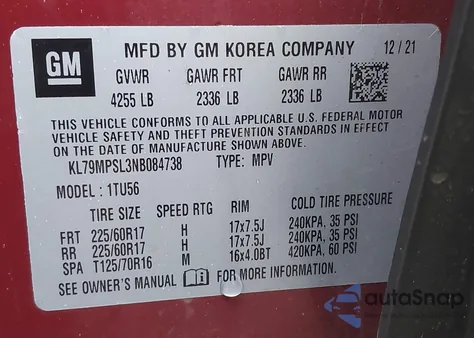 GM MFD BY GM KOREA COMPANY 12/21
GVWR GAWR FRT GAWR RR
4255 LB 2336 LB 2336 LB
THIS VEHICLE CONFORMS TO ALL APPLICABLE U.S. FEDERAL MOTOR
VEHICLE SAFETY AND THEFT PREVENTION STANDARDS IN EFFECT
ON THE DATE OF MANUFACTURE SHOWN ABOVE.
KL79MPSL3NB084738 TYPE: MPV
MODEL: 1TU56
TIRE SIZE SPEED RTG RIM COLD TIRE PRESSURE
FRT 225/60R17 H 17x7.5J 240KPA, 35 PSI
RR 225/60R17 H 17x7.5J 240KPA, 35 PSI
SPA T125/70R16 M 16x4.0BT 420KPA, 60 PSI
SEE OWNER'S MANUAL FOR MORE INFORMATION.
autoSnap